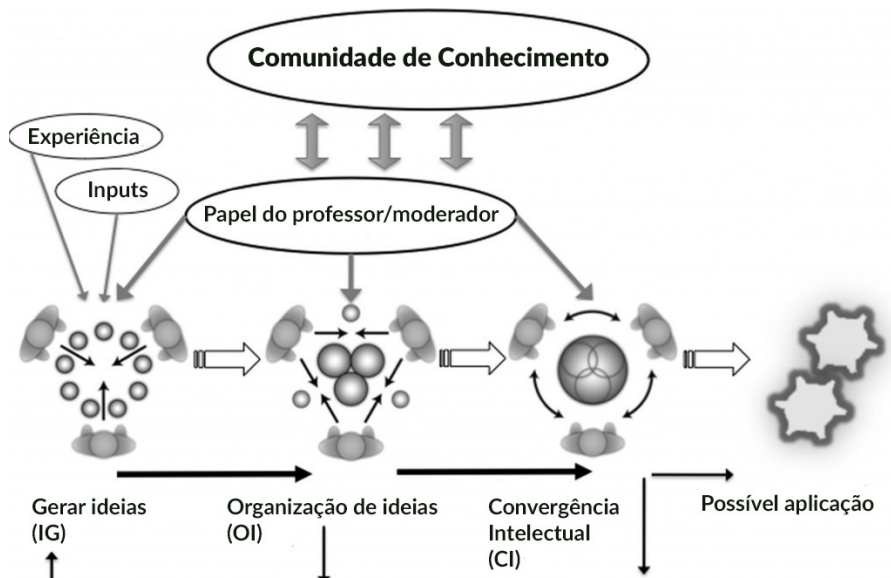 Comunidade de Conhecimento
Experiência
Inputs
Papel do professor/moderador
Gerar ideias
(IG)
Organização de ideias
(OI)
Convergência
Intelectual
(CI)
Possível aplicação